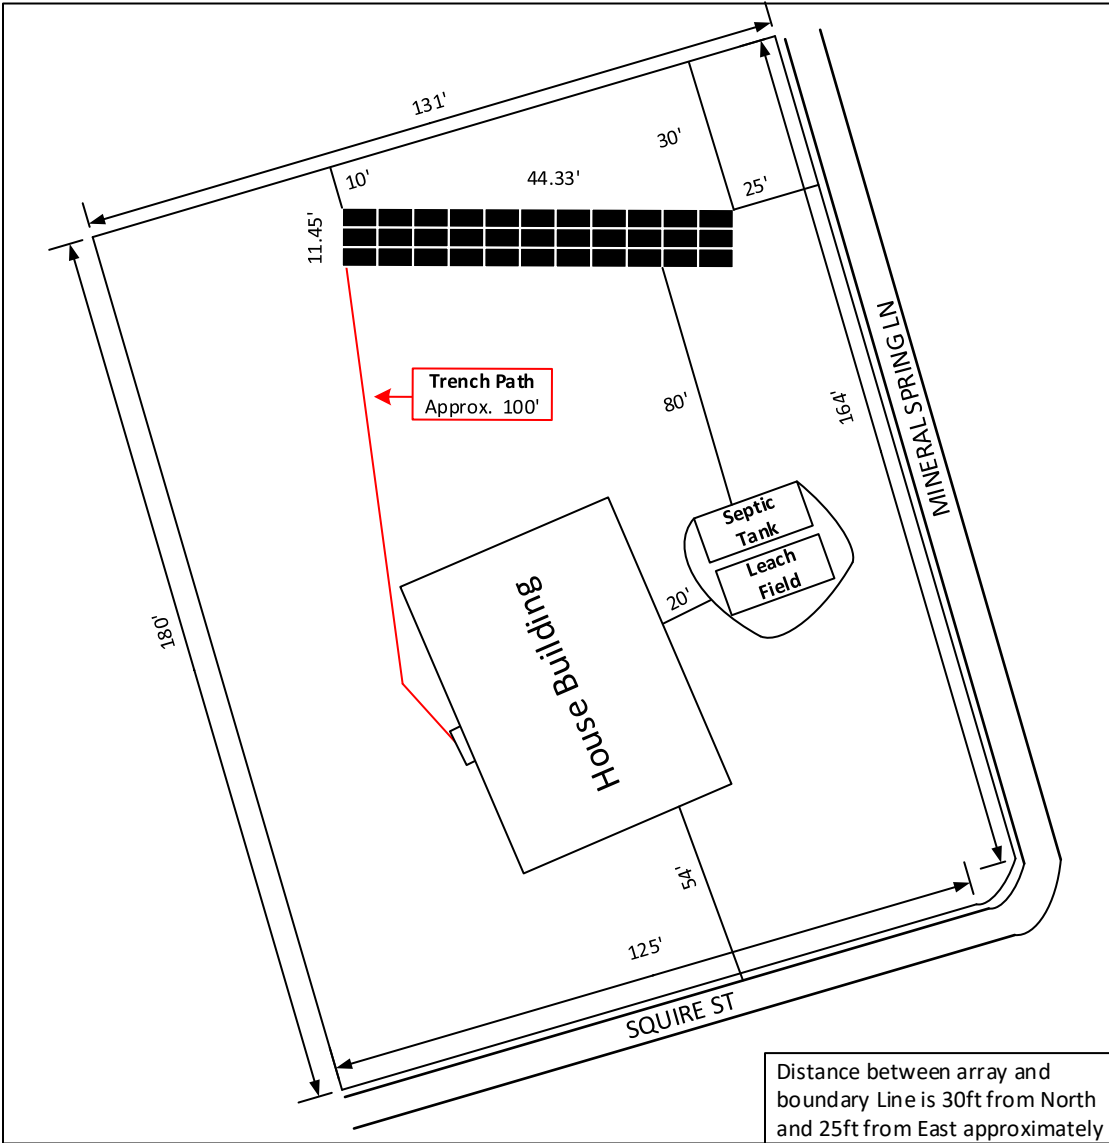 131'
10'
30'
44.33'
25'
11.45'
Trench Path
Approx. 100'
80'
164'
MINERAL SPRING LN
Septic
Tank
Leach
Field
20'
House Building
180'
54'
125'
SQUIRE ST
Distance between array and
boundary Line is 30ft from North
and 25ft from East approximately